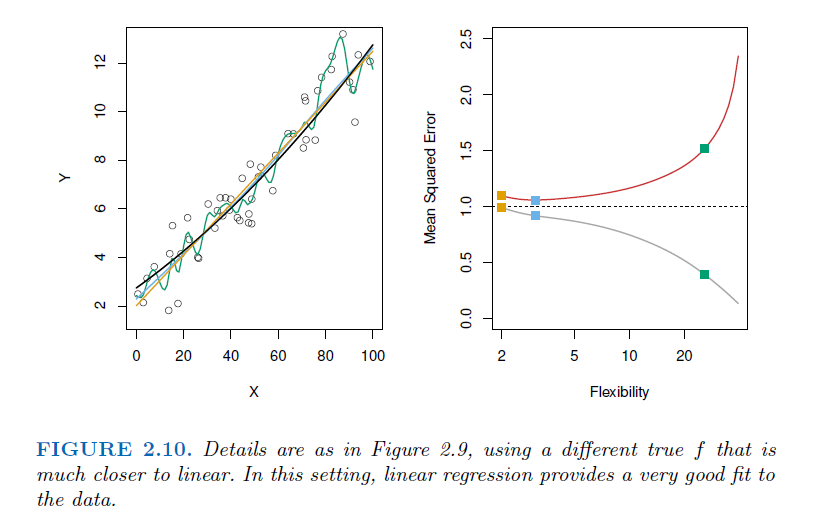 Y
2 4 6 8 10 12
0 20 40 60 80 100
X
Mean Squared Error
0.0 0.5 1.0 1.5 2.0 2.5
2 5 10 20
Flexibility
FIGURE 2.10. Details are as in Figure 2.9, using a different true f that is
much closer to linear. In this setting, linear regression provides a very good fit to
the data.